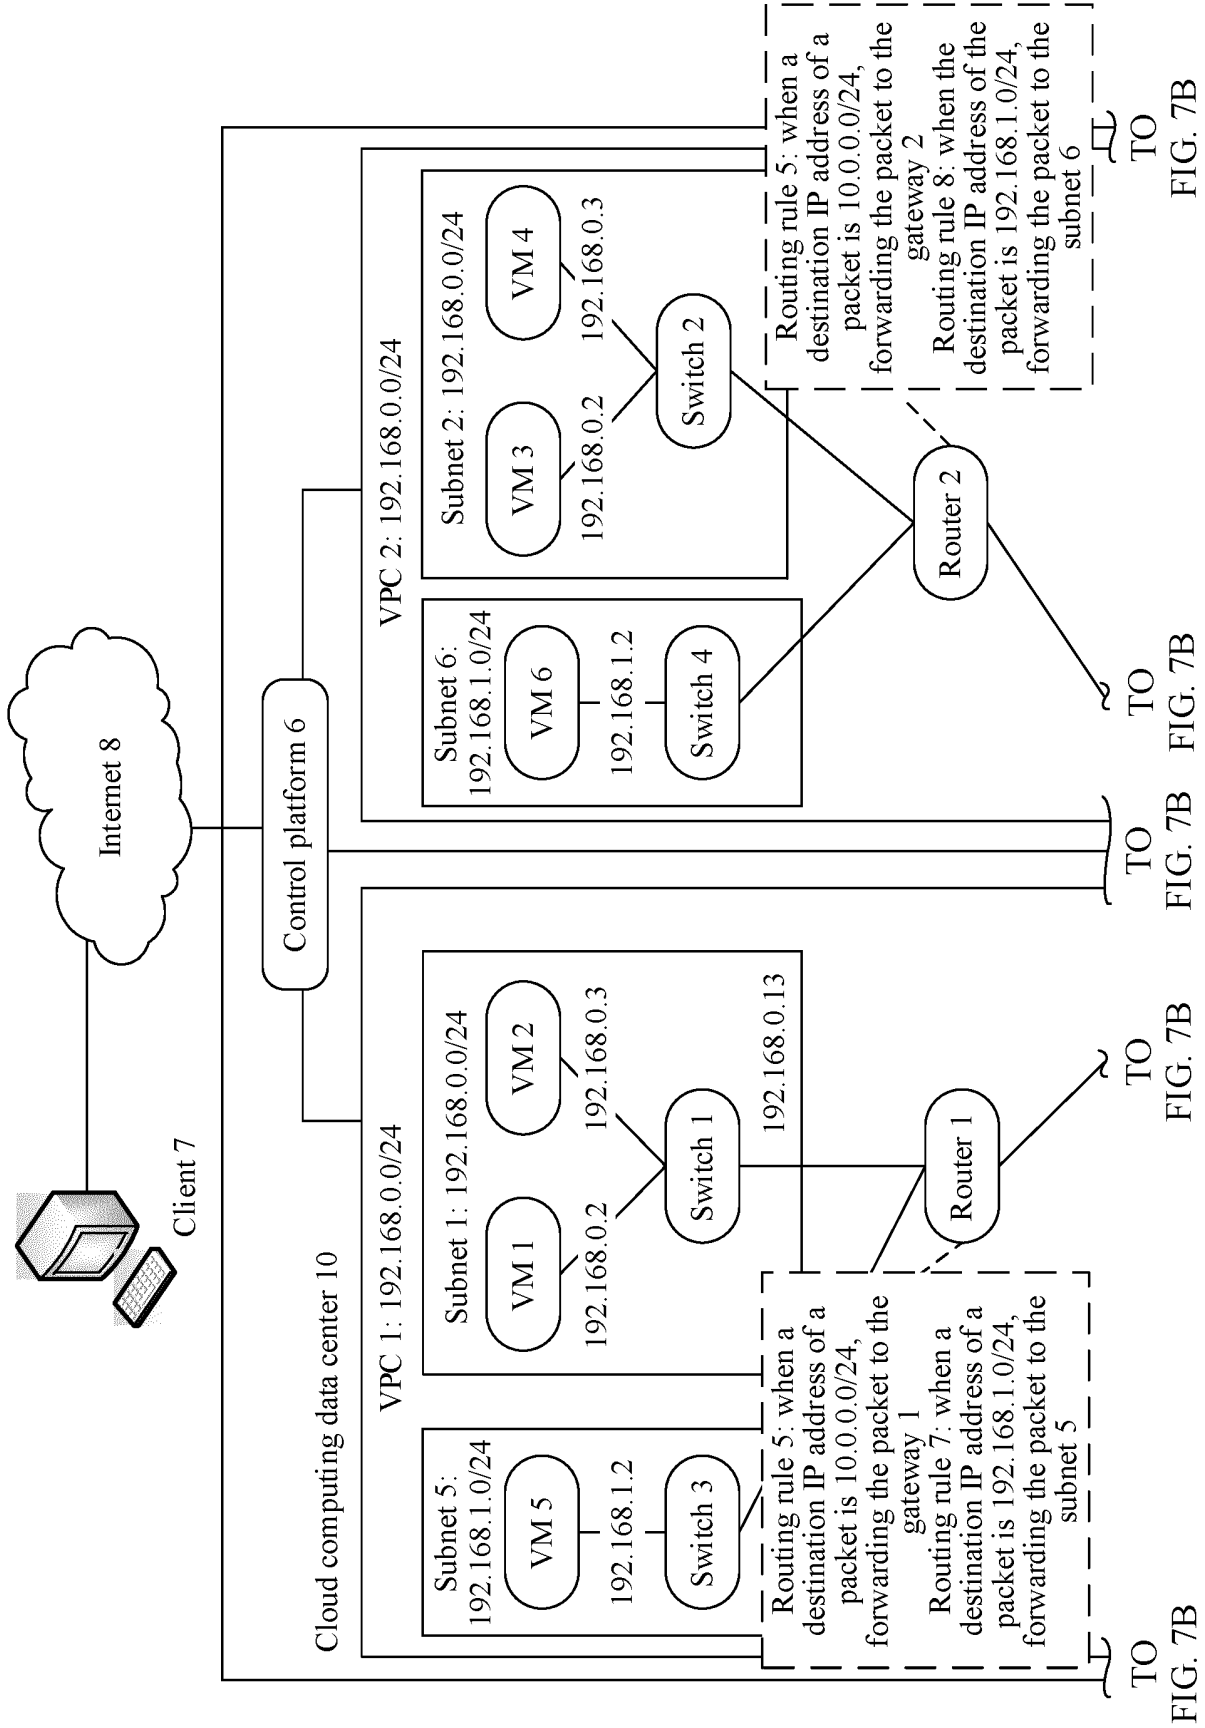 Client 7
Internet 8
Cloud computing data center 10
Control platform 6
VPC 1: 192.168.0.0/24
VPC 2: 192.168.0.0/24
Subnet 5:
192.168.1.0/24
VM 5
192.168.1.2
Switch 3
Subnet 1: 192.168.0.0/24
VM 1
VM 2
192.168.0.2
192.168.0.3
Switch 1
192.168.0.13
Subnet 6:
192.168.1.0/24
VM 6
192.168.1.2
Switch 4
Subnet 2: 192.168.0.0/24
VM 3
VM 4
192.168.0.2
192.168.0.3
Switch 2
Routing rule 5: when a
destination IP address of a
packet is 10.0.0.0/24,
forwarding the packet to the
gateway 1
Routing rule 7: when a
destination IP address of a
packet is 192.168.1.0/24,
forwarding the packet to the
subnet 5
Router 1
Router 2
Routing rule 5: when a
destination IP address of a
packet is 10.0.0.0/24,
forwarding the packet to the
gateway 2
Routing rule 8: when the
destination IP address of the
packet is 192.168.1.0/24,
forwarding the packet to the
subnet 6
TO
FIG. 7B
TO
FIG. 7B
TO
FIG. 7B
TO
FIG. 7B
TO
FIG. 7B